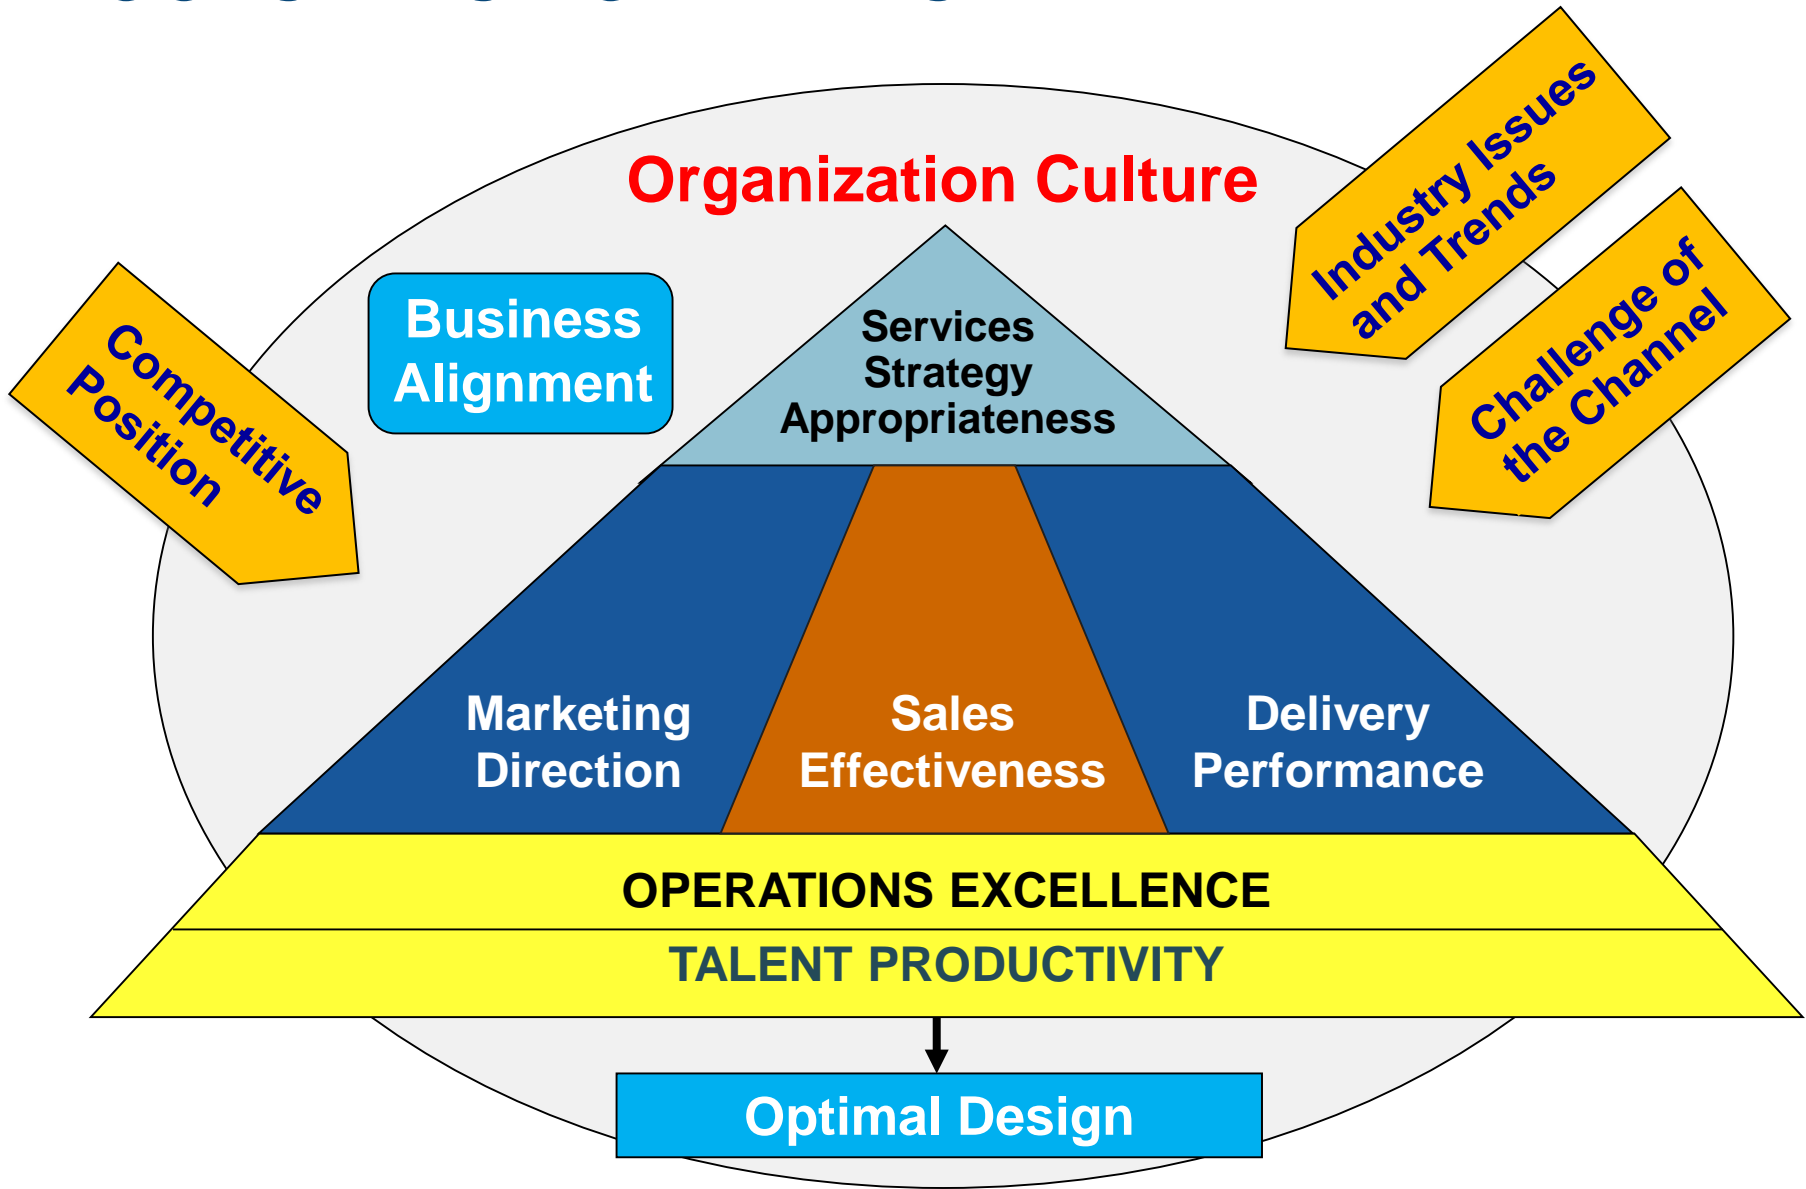 Organization Culture
Industry Issues
and Trends
Challenge of
the Channel
Competitive
Position
Business
Alignment
Services
Strategy
Appropriateness
Marketing
Direction
Sales
Effectiveness
Delivery
Performance
OPERATIONS EXCELLENCE
TALENT PRODUCTIVITY
Optimal Design